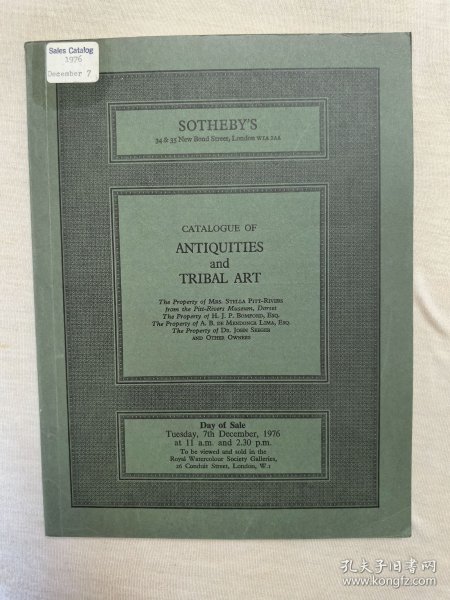 Sales Catalog
1976
December 7
SOTHEBY'S
34 & 35 New Bond Street, London W1A 2AA
CATALOGUE OF
ANTIQUITIES
and
TRIBAL ART
The Property of MRS. STELLA PITT-RIVERS
from the Pitt-Rivers Museum, Dorset
The Property of H. J. P. BOMFORD, ESQ.
The Property of A. B. DE MENDONCE LIMA, ESQ.
The Property of DR. JOHN SEEGER
AND OTHER OWNERS
Day of Sale
Tuesday, 7th December, 1976
at 11 a.m. and 2.30 p.m.
To be viewed and sold in the
Royal Watercolour Society Galleries,
26 Conduit Street, London, W.1
孔夫子旧书网
www.kongfz.com